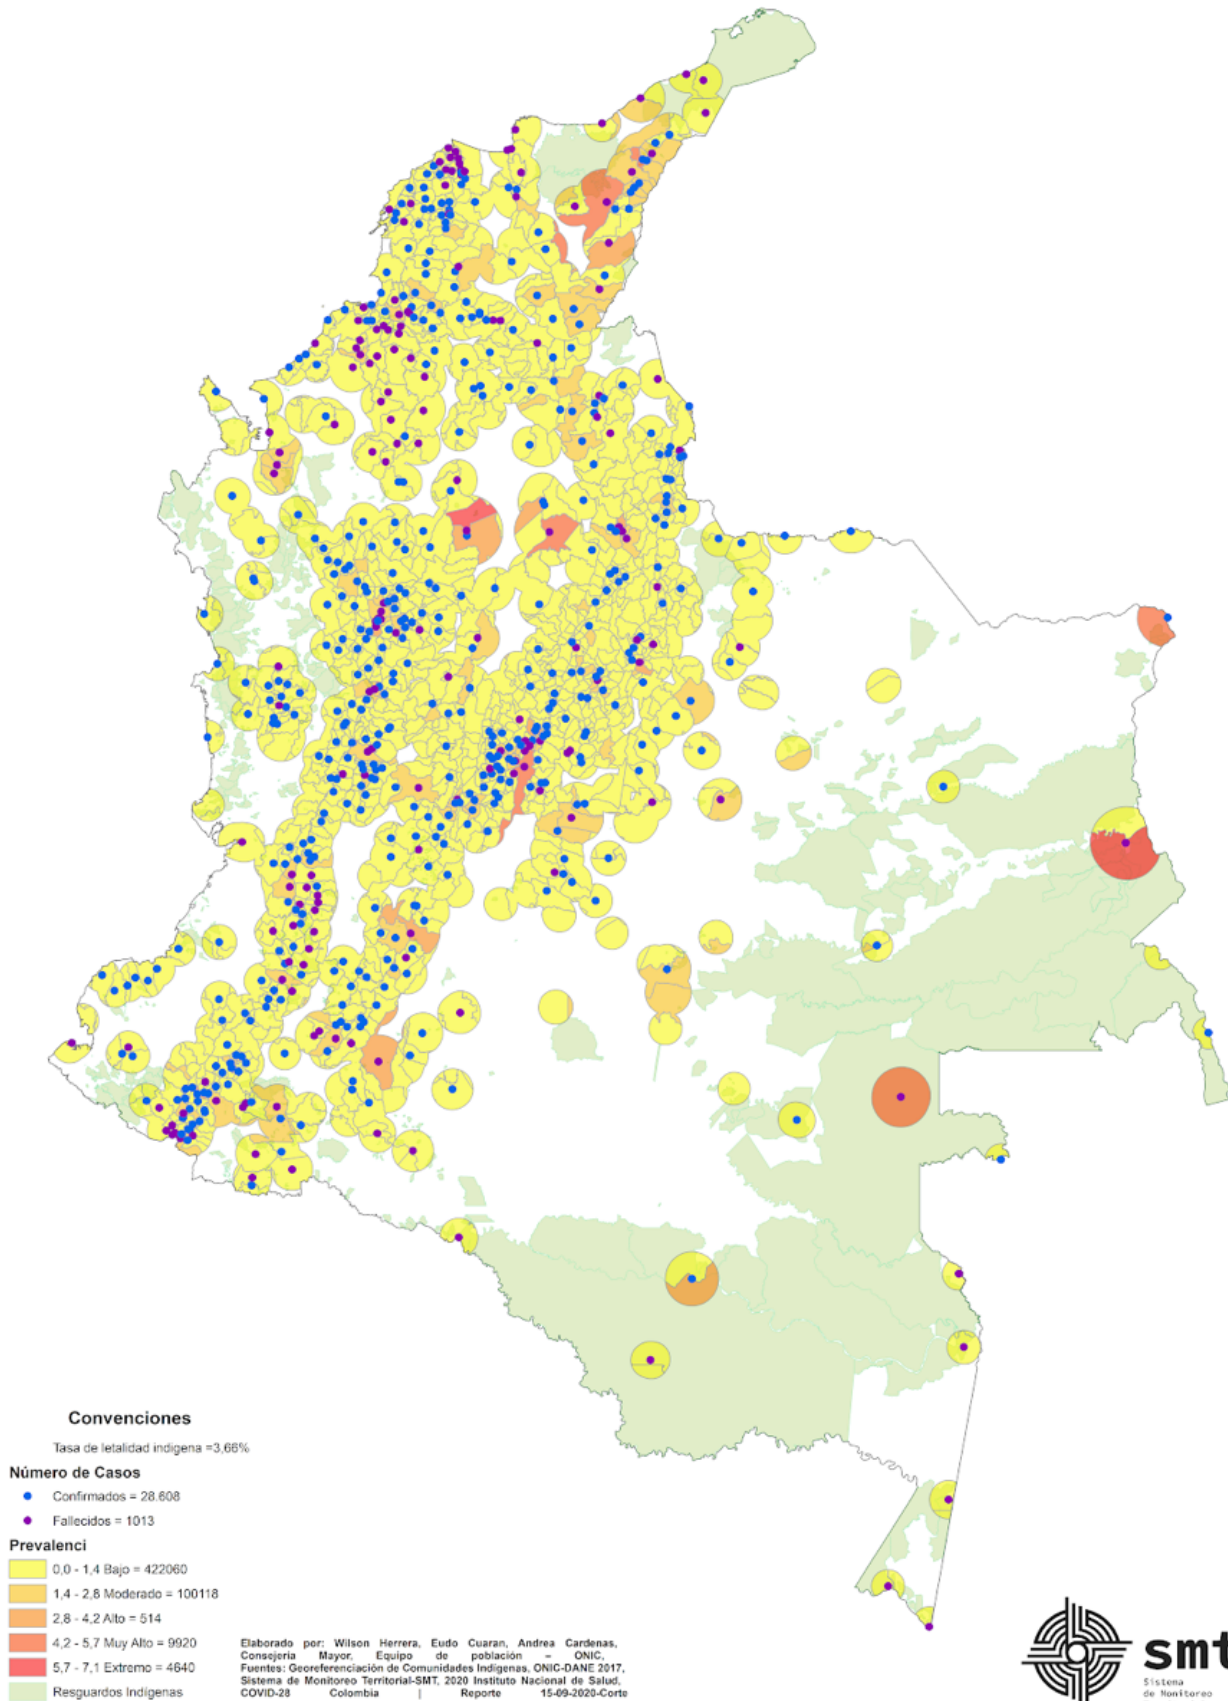 Convenciones
Tasa de letalidad indigena =3,66%
Número de Casos
Confirmados = 28.608
Fallecidos = 1013
Prevalenci
0,0 - 1,4 Bajo = 422060
1,4 - 2,8 Moderado = 100118
2,8 - 4,2 Alto = 514
4,2 - 5,7 Muy Alto = 9920
5,7 - 7,1 Extremo = 4640
Resguardos Indígenas
Elaborado por: Wilson Herrera, Eudo Cuaran, Andrea Cardenas,
Consejeria Mayor, Equipo de población – ONIC,
Fuentes: Georeferenciación de Comunidades Indígenas, ONIC-DANE 2017,
Sistema de Monitoreo Territorial-SMT, 2020 Instituto Nacional de Salud,
COVID-28 Colombia | Reporte 15-09-2020-Corte
smt
Sistema
de Monitoreo